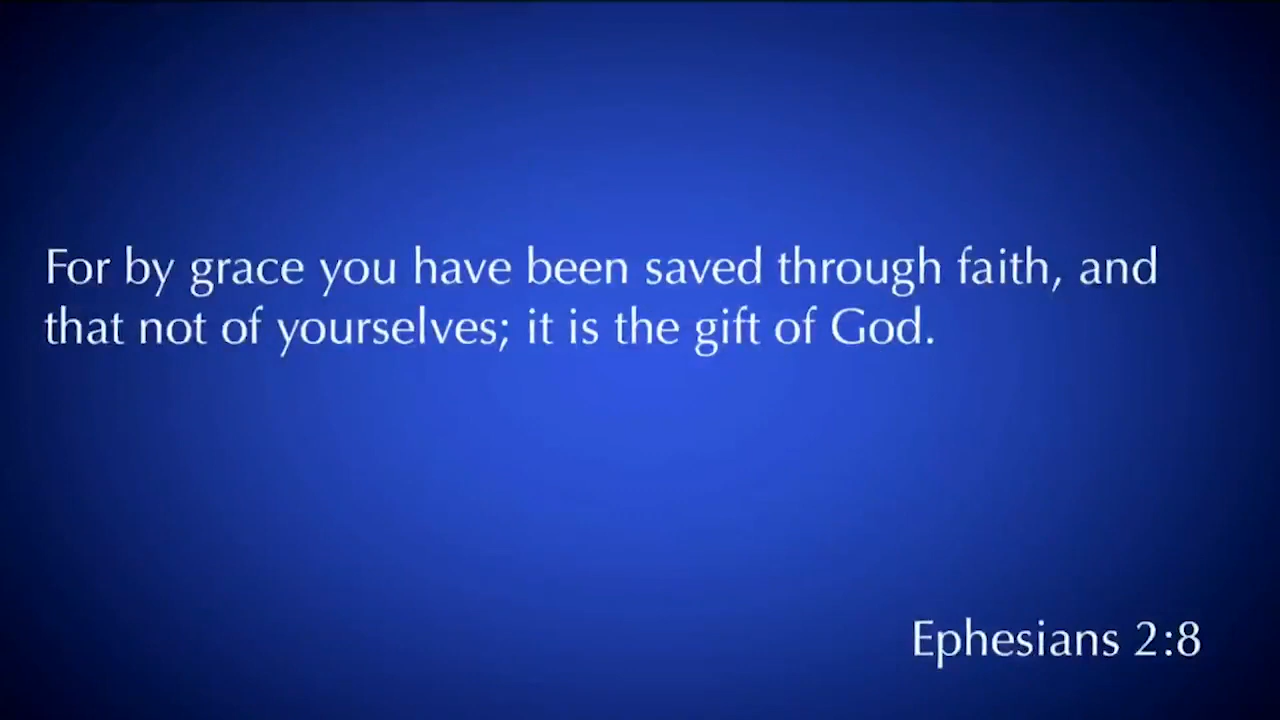 For by grace you have been saved through faith, and
that not of yourselves; it is the gift of God.
Ephesians 2:8